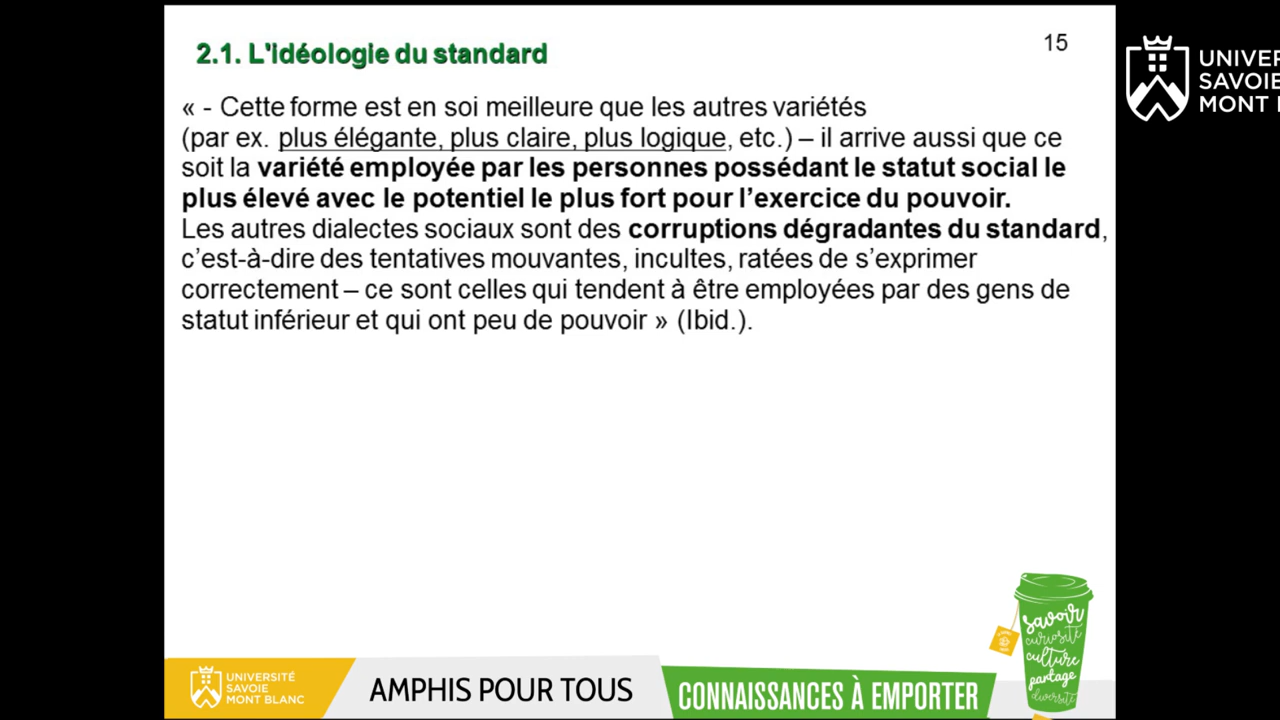 2.1. L'idéologie du standard
15
« - Cette forme est en soi meilleure que les autres variétés
(par ex. plus élégante, plus claire, plus logique, etc.) – il arrive aussi que ce
soit la variété employée par les personnes possédant le statut social le
plus élevé avec le potentiel le plus fort pour l’exercice du pouvoir.
Les autres dialectes sociaux sont des corruptions dégradantes du standard,
c’est-à-dire des tentatives mouvantes, incultes, ratées de s’exprimer
correctement – ce sont celles qui tendent à être employées par des gens de
statut inférieur et qui ont peu de pouvoir » (Ibid.).
UNIVER
SAVOIE
MONT
UNIVERSITÉ
SAVOIE
MONT BLANC
AMPHIS POUR TOUS
CONNAISSANCES À EMPORTER
savoir
curiosité
culture
partage
diversité